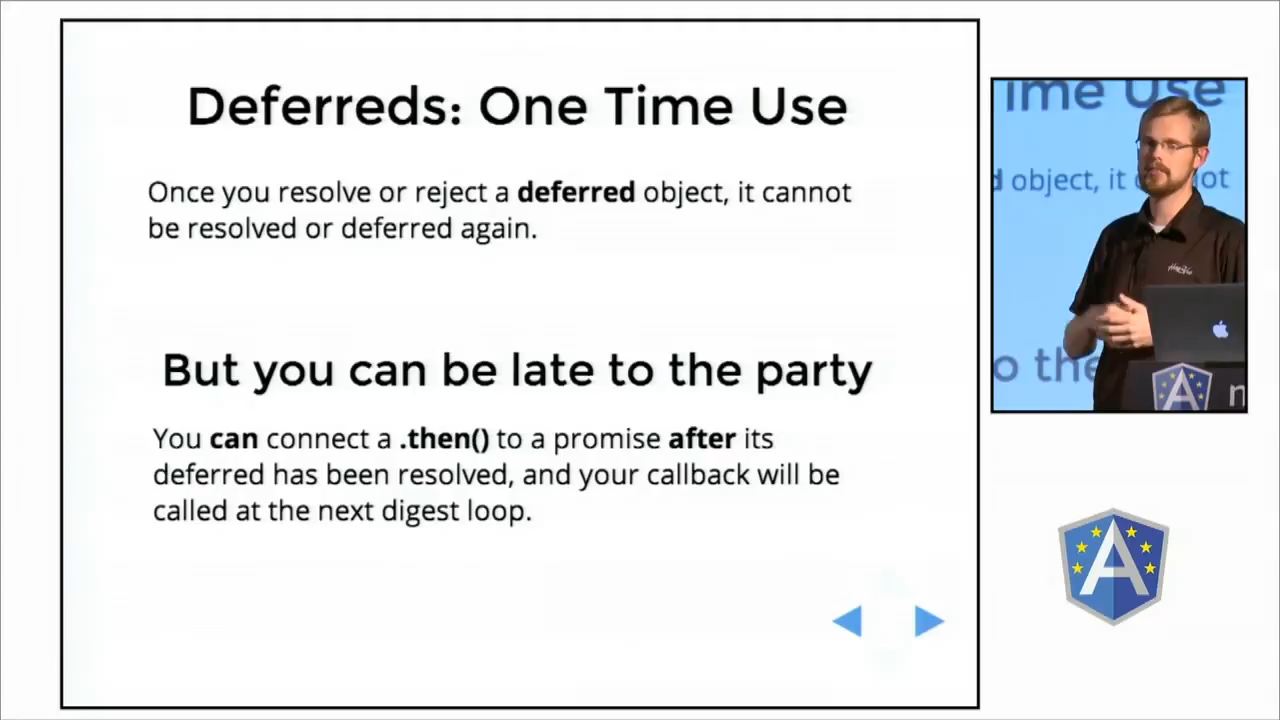 Deferreds: One Time Use
Once you resolve or reject a deferred object, it cannot
be resolved or deferred again.
But you can be late to the party
You can connect a .then() to a promise after its
deferred has been resolved, and your callback will be
called at the next digest loop.
ime Use
d object, it c not
o the
A
n
A